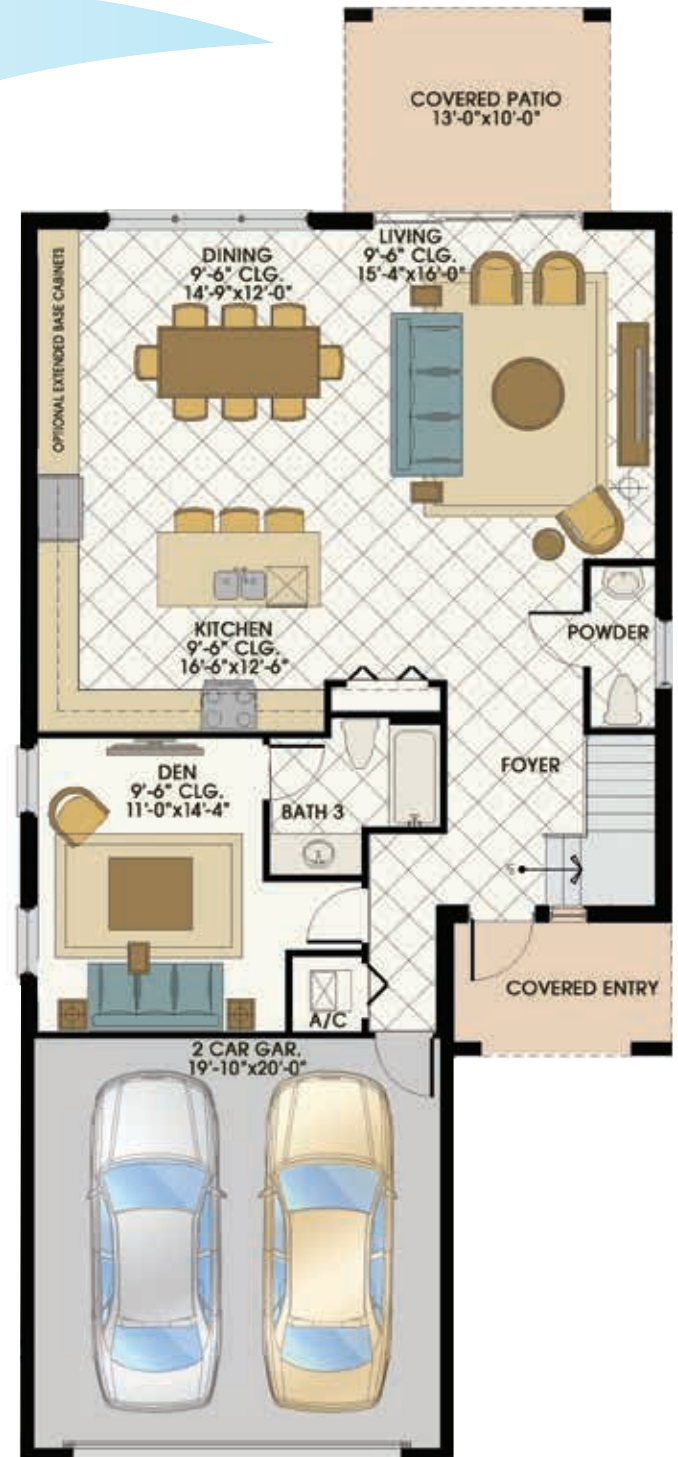 COVERED PATIO
13'-0"x10'-0"
OPTIONAL EXTENDED BASE CABINETS
DINING
9'-6" CLG.
14'-9"x12'-0"
LIVING
9'-6" CLG.
15'-4"x16'-0"
KITCHEN
9'-6" CLG.
16'-6"x12'-6"
POWDER
FOYER
DEN
9'-6" CLG.
11'-0"x14'-4"
BATH 3
A/C
COVERED ENTRY
2 CAR GAR.
19'-10"x20'-0"